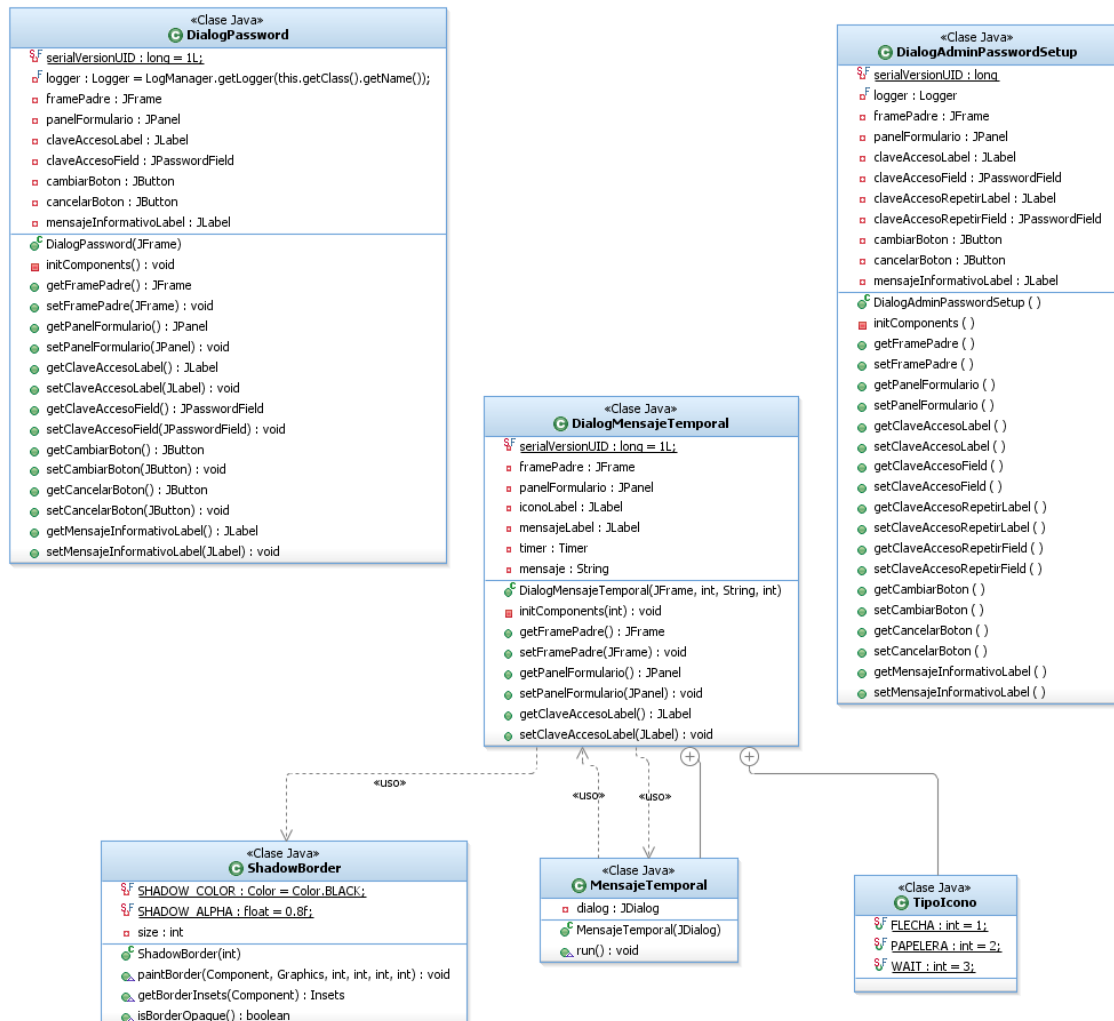 «Clase Java»
DialogPassword
serialVersionUID : long = 1L;
logger : Logger = LogManager.getLogger(this.getClass().getName());
framePadre : JFrame
panelFormulario : JPanel
claveAccesoLabel : JLabel
claveAccesoField : JPasswordField
cambiarBoton : JButton
cancelarBoton : JButton
mensajeInformativoLabel : JLabel
DialogPassword(JFrame)
initComponents() : void
getFramePadre() : JFrame
setFramePadre(JFrame) : void
getPanelFormulario() : JPanel
setPanelFormulario(JPanel) : void
getClaveAccesoLabel() : JLabel
setClaveAccesoLabel(JLabel) : void
getClaveAccesoField() : JPasswordField
setClaveAccesoField(JPasswordField) : void
getCambiarBoton() : JButton
setCambiarBoton(JButton) : void
getCancelarBoton() : JButton
setCancelarBoton(JButton) : void
getMensajeInformativoLabel() : JLabel
setMensajeInformativoLabel(JLabel) : void
«Clase Java»
DialogAdminPasswordSetup
serialVersionUID : long
logger : Logger
framePadre : JFrame
panelFormulario : JPanel
claveAccesoLabel : JLabel
claveAccesoField : JPasswordField
claveAccesoRepetirLabel : JLabel
claveAccesoRepetirField : JPasswordField
cambiarBoton : JButton
cancelarBoton : JButton
mensajeInformativoLabel : JLabel
DialogAdminPasswordSetup ( )
initComponents ( )
getFramePadre ( )
setFramePadre ( )
getPanelFormulario ( )
setPanelFormulario ( )
getClaveAccesoLabel ( )
setClaveAccesoLabel ( )
getClaveAccesoField ( )
setClaveAccesoField ( )
getClaveAccesoRepetirLabel ( )
setClaveAccesoRepetirLabel ( )
getClaveAccesoRepetirField ( )
setClaveAccesoRepetirField ( )
getCambiarBoton ( )
setCambiarBoton ( )
getCancelarBoton ( )
setCancelarBoton ( )
getMensajeInformativoLabel ( )
setMensajeInformativoLabel ( )
«Clase Java»
DialogMensajeTemporal
serialVersionUID : long = 1L;
framePadre : JFrame
panelFormulario : JPanel
iconoLabel : JLabel
mensajeLabel : JLabel
timer : Timer
mensaje : String
DialogMensajeTemporal(JFrame, int, String, int)
initComponents(int) : void
getFramePadre() : JFrame
setFramePadre(JFrame) : void
getPanelFormulario() : JPanel
setPanelFormulario(JPanel) : void
getClaveAccesoLabel() : JLabel
setClaveAccesoLabel(JLabel) : void
«uso»
«uso»
«uso»
«Clase Java»
ShadowBorder
SHADOW_COLOR : Color = Color.BLACK;
SHADOW_ALPHA : float = 0.8f;
size : int
ShadowBorder(int)
paintBorder(Component, Graphics, int, int, int, int) : void
getBorderInsets(Component) : Insets
isBorderOpaque() : boolean
«Clase Java»
MensajeTemporal
dialog : JDialog
MensajeTemporal(JDialog)
run() : void
«Clase Java»
TipoIcono
FLECHA : int = 1;
PAPELERA : int = 2;
WAIT : int = 3;